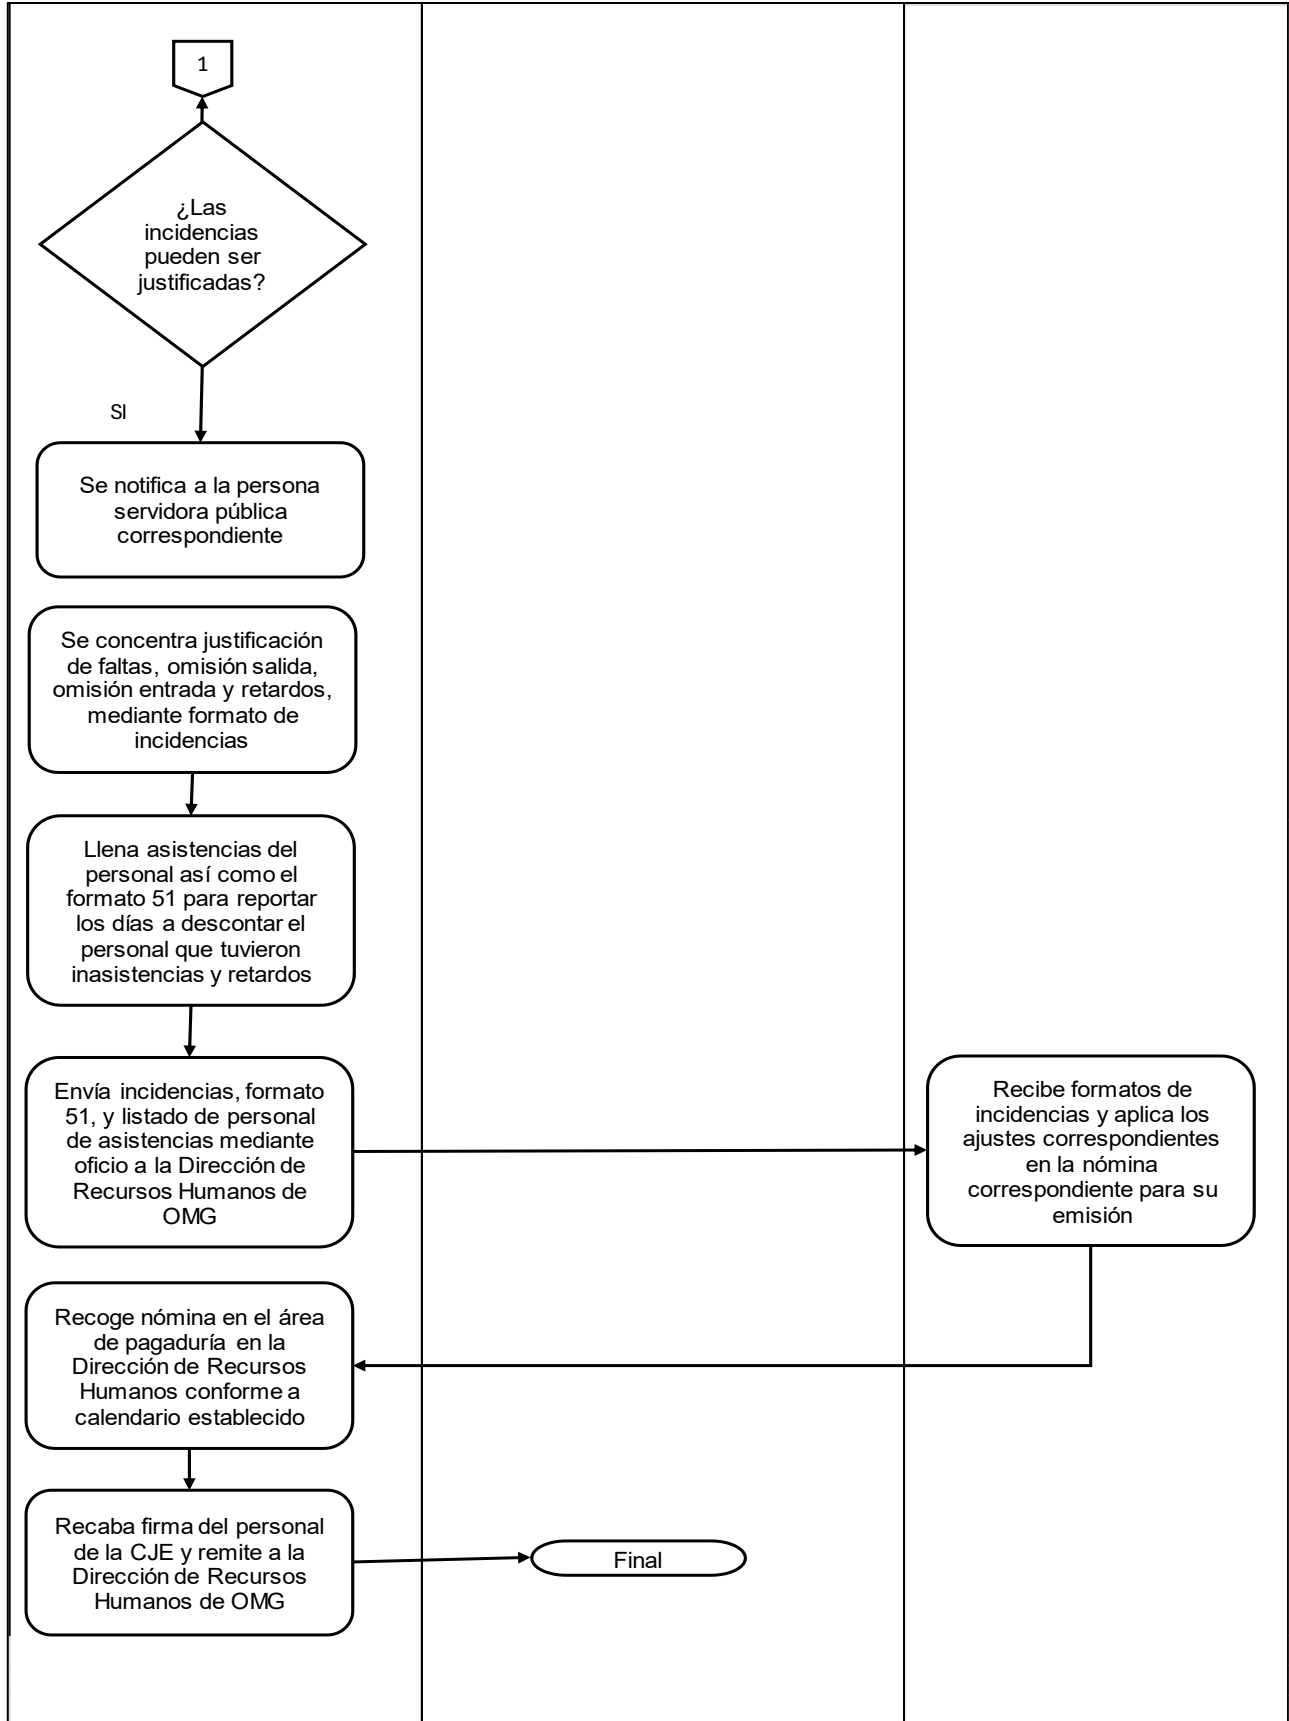 1
¿Las
incidencias
pueden ser
justificadas?
SI
Se notifica a la persona
servidora pública
correspondiente
Se concentra justificación
de faltas, omisión salida,
omisión entrada y retardos,
mediante formato de
incidencias
Llena asistencias del
personal así como el
formato 51 para reportar
los días a descontar el
personal que tuvieron
inasistencias y retardos
Envía incidencias, formato
51, y listado de personal
de asistencias mediante
oficio a la Dirección de
Recursos Humanos de
OMG
Recibe formatos de
incidencias y aplica los
ajustes correspondientes
en la nómina
correspondiente para su
emisión
Recoge nómina en el área
de pagaduría en la
Dirección de Recursos
Humanos conforme a
calendario establecido
Recaba firma del personal
de la CJE y remite a la
Dirección de Recursos
Humanos de OMG
Final